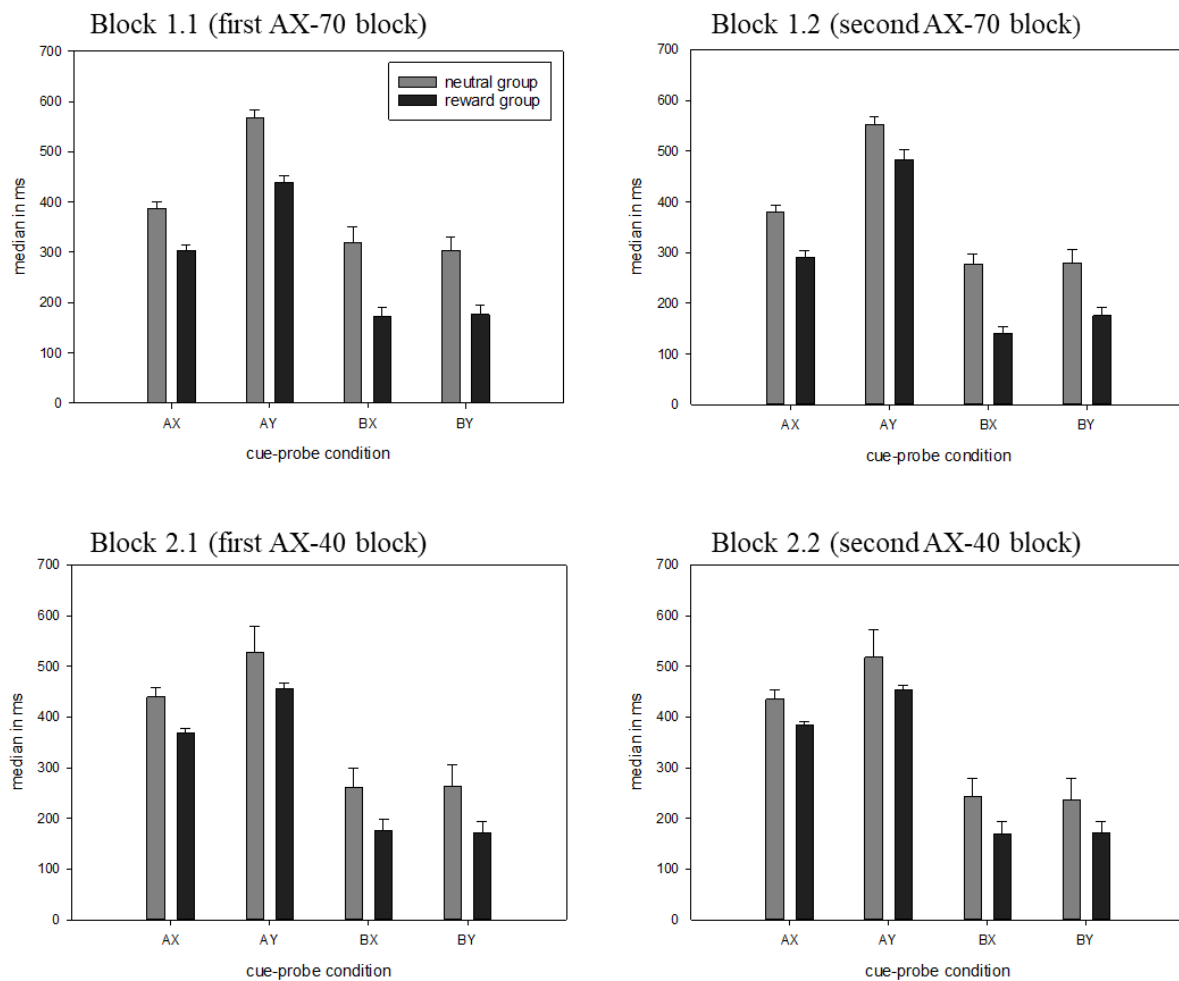 Block 1.1 (first AX-70 block)
700
600
500
400
300
200
100
0
median in ms
neutral group
reward group
AX AY BX BY
cue-probe condition
Block 1.2 (second AX-70 block)
700
600
500
400
300
200
100
0
median in ms
AX AY BX BY
cue-probe condition
Block 2.1 (first AX-40 block)
700
600
500
400
300
200
100
0
median in ms
AX AY BX BY
cue-probe condition
Block 2.2 (second AX-40 block)
700
600
500
400
300
200
100
0
median in ms
AX AY BX BY
cue-probe condition